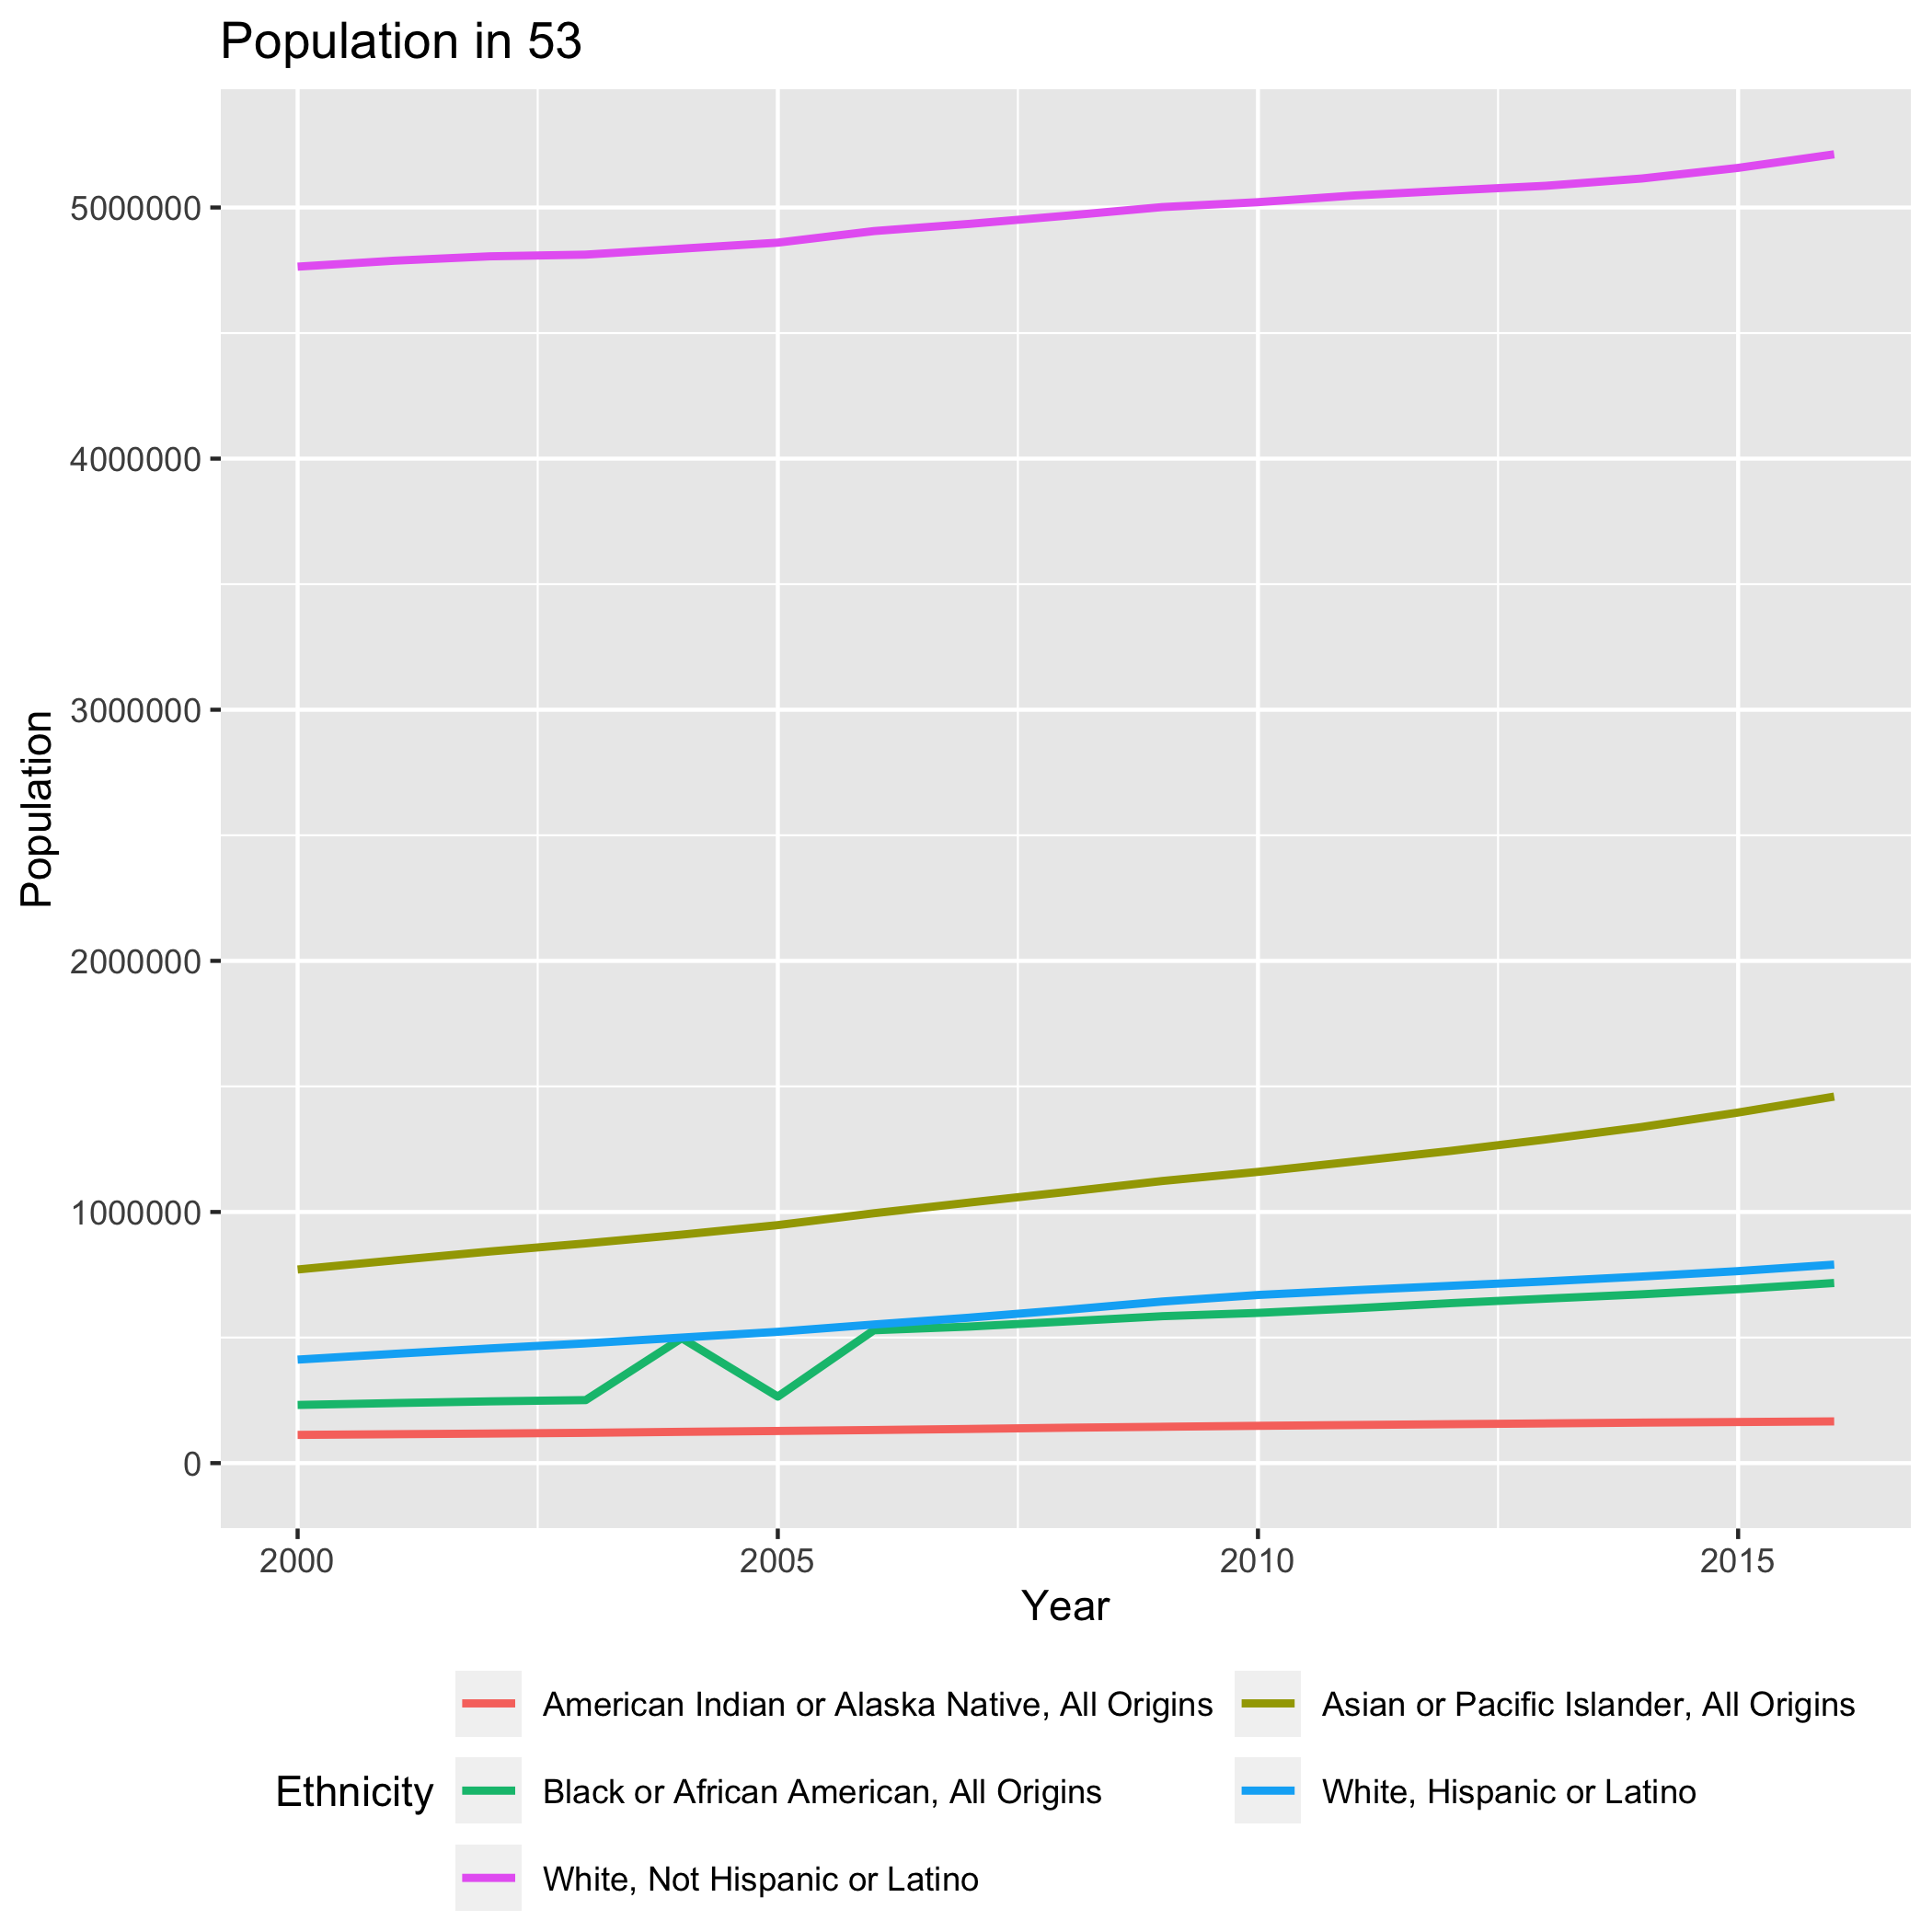 Population in 53
Population
5000000
4000000
3000000
2000000
1000000
0
2000 2005 2010 2015
Year
Ethnicity
American Indian or Alaska Native, All Origins
Asian or Pacific Islander, All Origins
Black or African American, All Origins
White, Hispanic or Latino
White, Not Hispanic or Latino